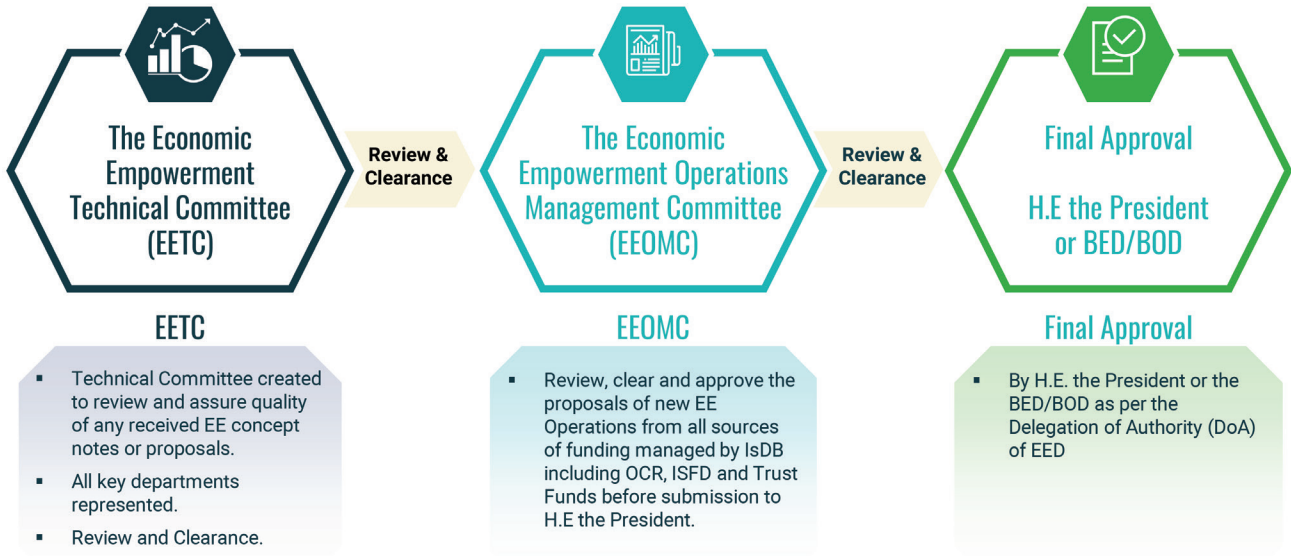 The Economic
Empowerment
Technical Committee
(EETC)
Review &
Clearance
The Economic
Empowerment Operations
Management Committee
(EEOMC)
Review &
Clearance
Final Approval
H.E the President
or BED/BOD
EETC
▪ Technical Committee created
to review and assure quality
of any received EE concept
notes or proposals.
▪ All key departments
represented.
▪ Review and Clearance.
EEOMC
▪ Review, clear and approve the
proposals of new EE
Operations from all sources
of funding managed by IsDB
including OCR, ISFD and Trust
Funds before submission to
H.E the President.
Final Approval
▪ By H.E. the President or the
BED/BOD as per the
Delegation of Authority (DoA)
of EED